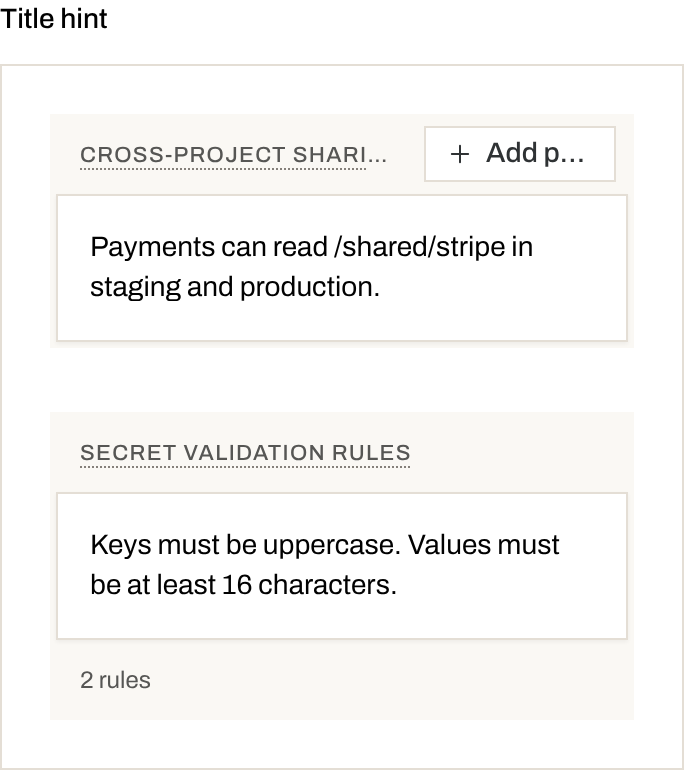 Title hint
CROSS-PROJECT SHARI...
Add p...
Payments can read /shared/stripe in
staging and production.
SECRET VALIDATION RULES
Keys must be uppercase. Values must
be at least 16 characters.
2 rules